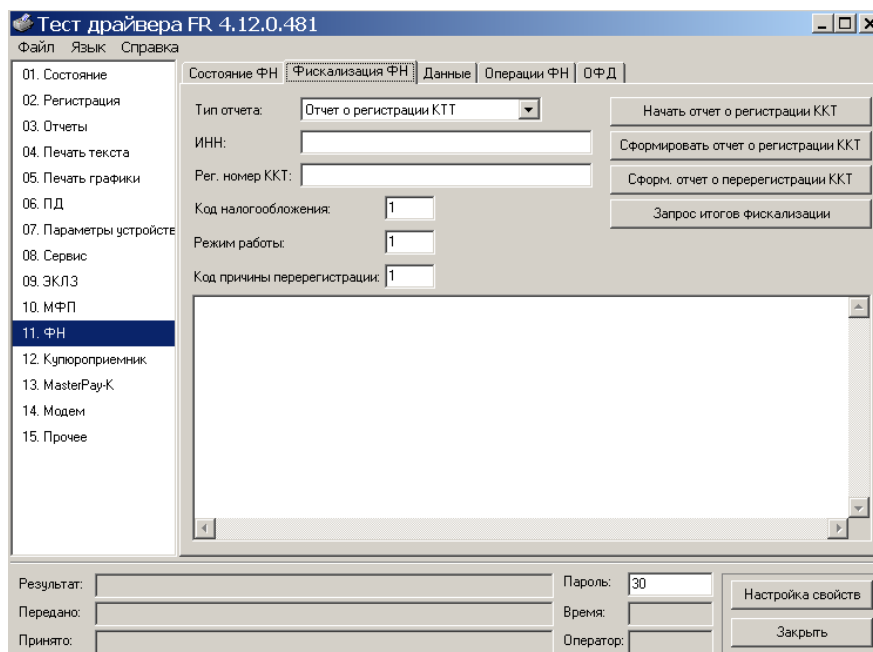 Тест драйвера FR 4.12.0.481
Файл Язык Справка
01. Состояние
02. Регистрация
03. Отчеты
04. Печать текста
05. Печать графики
06. ПД
07. Параметры устройств
08. Сервис
09. ЭКЛЗ
10. МФП
11. ФН
12. Купюроприемник
13. MasterPay-K
14. Модем
15. Прочее
Состояние ФН Фискализация ФН Данные Операции ФН ОФД
Тип отчета: Отчет о регистрации КТТ
ИНН:
Рег. номер ККТ:
Код налогообложения: 1
Режим работы: 1
Код причины перерегистрации: 1
Начать отчет о регистрации ККТ
Сформировать отчет о регистрации ККТ
Сформ. отчет о перерегистрации ККТ
Запрос итогов фискализации
Результат:
Передано:
Принято:
Пароль: 30
Время:
Оператор:
Настройка свойств
Закрыть